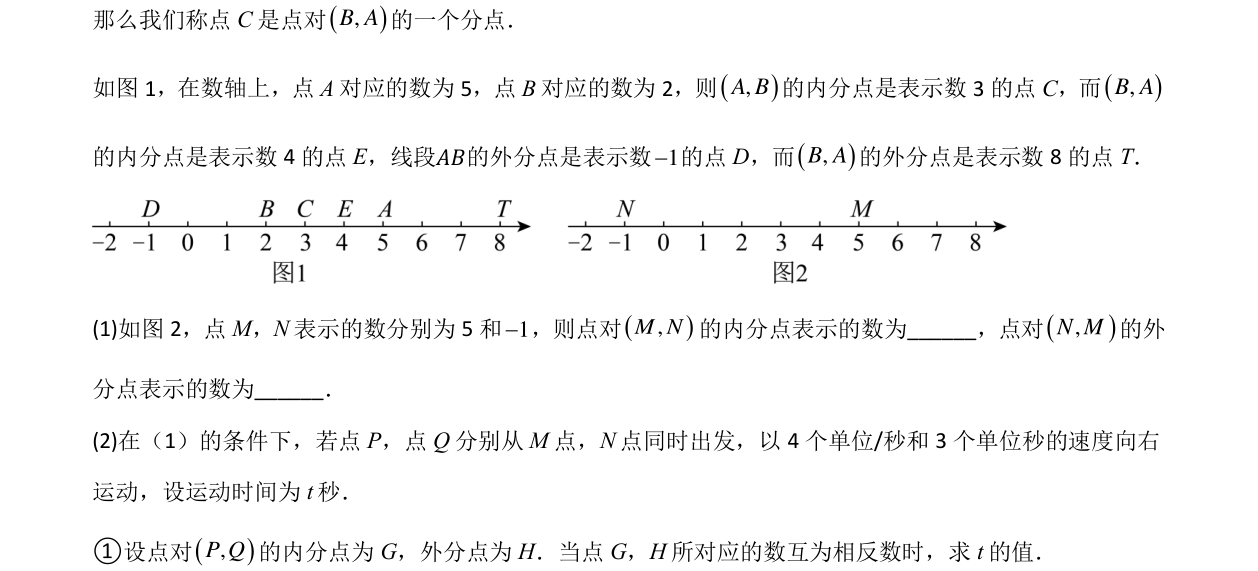 那么我们称点 C 是点对(B,A)的一个分点.
如图 1，在数轴上，点 A 对应的数为 5，点 B 对应的数为 2，则(A,B)的内分点是表示数 3 的点 C，而(B,A)
的内分点是表示数 4 的点 E，线段AB的外分点是表示数−1的点 D，而(B,A)的外分点是表示数 8 的点 T.
D B C E A T N M
−2 −1 0 1 2 3 4 5 6 7 8 −2 −1 0 1 2 3 4 5 6 7 8
图1 图2
(1)如图 2，点 M，N 表示的数分别为 5 和−1，则点对(M,N)的内分点表示的数为______，点对(N,M)的外
分点表示的数为______.
(2)在（1）的条件下，若点 P，点 Q 分别从 M 点，N 点同时出发，以 4 个单位/秒和 3 个单位秒的速度向右
运动，设运动时间为 t 秒.
①设点对(P,Q)的内分点为 G，外分点为 H. 当点 G，H 所对应的数互为相反数时，求 t 的值.